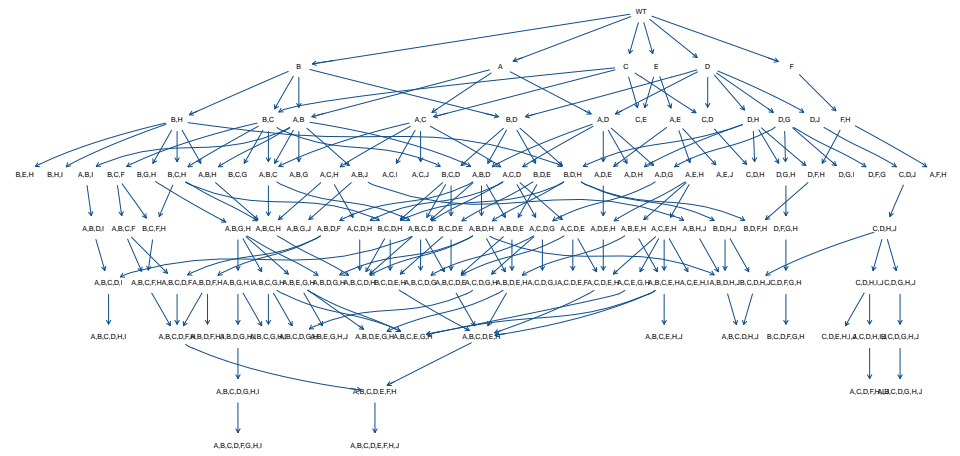 WT
B A C E D F
B,H B,C A,B A,C B,D A,D C,E A,E C,D D,H D,G D,J F,H
B,E,H B,H,I A,B,I B,C,F B,G,H B,C,H A,B,H B,C,G A,B,C A,B,G A,C,H A,B,J A,C,I A,C,J B,C,D A,B,D A,C,D B,D,E B,D,H A,D,E A,D,H A,D,G A,E,H A,E,J C,D,H D,G,H D,F,H D,G,I D,F,G C,D,J A,F,H
A,B,D,I A,B,C,F B,C,F,H A,B,G,H A,B,C,H A,B,G,J A,B,D,F A,C,D,H B,C,D,H A,B,C,D B,C,D,E A,B,D,H A,B,D,E A,C,D,G A,C,D,E A,D,E,H A,B,E,H A,C,E,H A,B,H,J B,D,H,J B,D,F,H D,F,G,H C,D,H,J
A,B,C,D,I A,B,C,F,H A,B,C,D,F A,B,D,F,H A,B,G,H,I A,B,C,G,H A,B,E,G,H A,B,D,G,H A,B,C,D,H B,C,D,E,H A,B,C,D,G A,B,C,D,E A,C,D,G,H A,B,D,E,H A,C,D,G,I A,C,D,E,F A,C,D,E,H A,C,E,G,H A,B,C,E,H A,C,E,H,I A,B,D,H,J B,C,D,H,J C,D,F,G,H C,D,H,I,J C,D,G,H,J
A,B,C,D,H,I A,B,C,D,F,H A,B,D,F,H A,B,D,G,H A,B,C,G,H A,B,C,D,G,H A,B,E,G,H,J A,B,D,E,G,H A,B,C,E,G,H A,B,C,D,E,H A,B,C,E,H,J A,B,C,D,H,J B,C,D,F,G,H C,D,E,H,I,J A,C,D,H,I,J C,D,G,H,J
A,B,C,D,G,H,I A,B,C,D,E,F,H A,B,C,D,G,H,J
A,B,C,D,F,G,H,I A,B,C,D,E,F,H,J